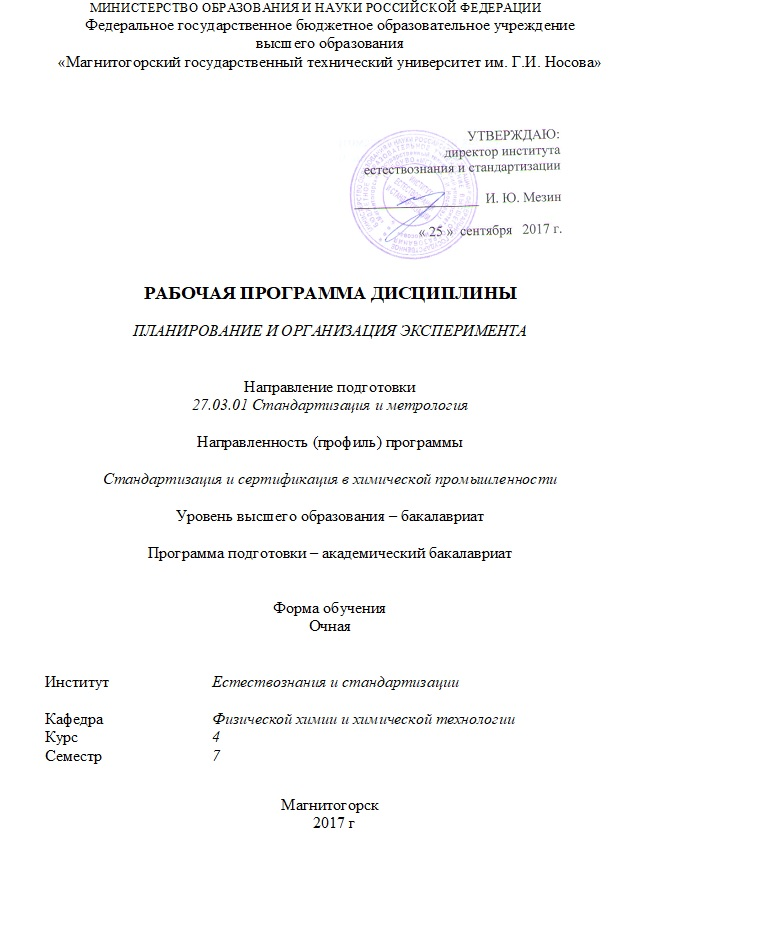 МИНИСТЕРСТВО ОБРАЗОВАНИЯ И НАУКИ РОССИЙСКОЙ ФЕДЕРАЦИИ
Федеральное государственное бюджетное образовательное учреждение
высшего образования
«Магнитогорский государственный технический университет им. Г.И. Носова»
УТВЕРЖДАЮ:
директор института
естествознания и стандартизации
И. Ю. Мезин
« 25 » сентября 2017 г.
РАБОЧАЯ ПРОГРАММА ДИСЦИПЛИНЫ
ПЛАНИРОВАНИЕ И ОРГАНИЗАЦИЯ ЭКСПЕРИМЕНТА
Направление подготовки
27.03.01 Стандартизация и метрология
Направленность (профиль) программы
Стандартизация и сертификация в химической промышленности
Уровень высшего образования – бакалавриат
Программа подготовки – академический бакалавриат
Форма обучения
Очная
Институт Естествознания и стандартизации
Кафедра Физической химии и химической технологии
Курс 4
Семестр 7
Магнитогорск
2017 г